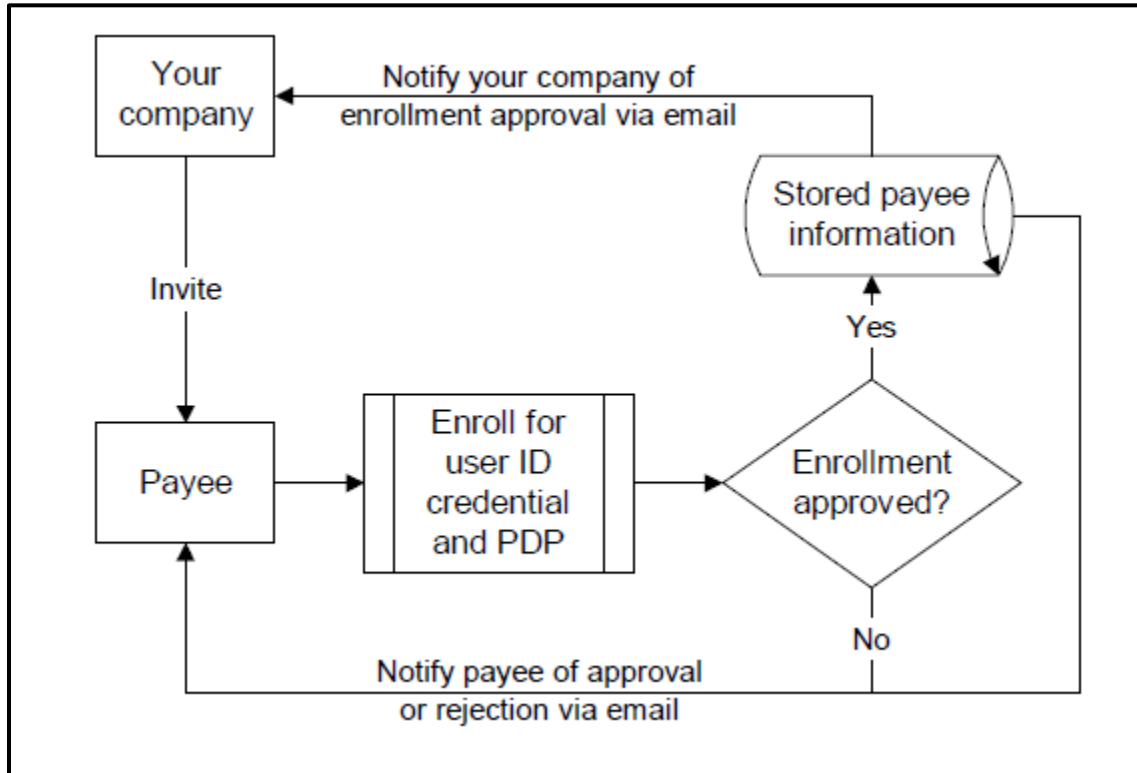 Your
company
Notify your company of
enrollment approval via email
Stored payee
information
Invite
Yes
Payee
Enroll for
user ID
credential
and PDP
Enrollment
approved?
No
Notify payee of approval
or rejection via email